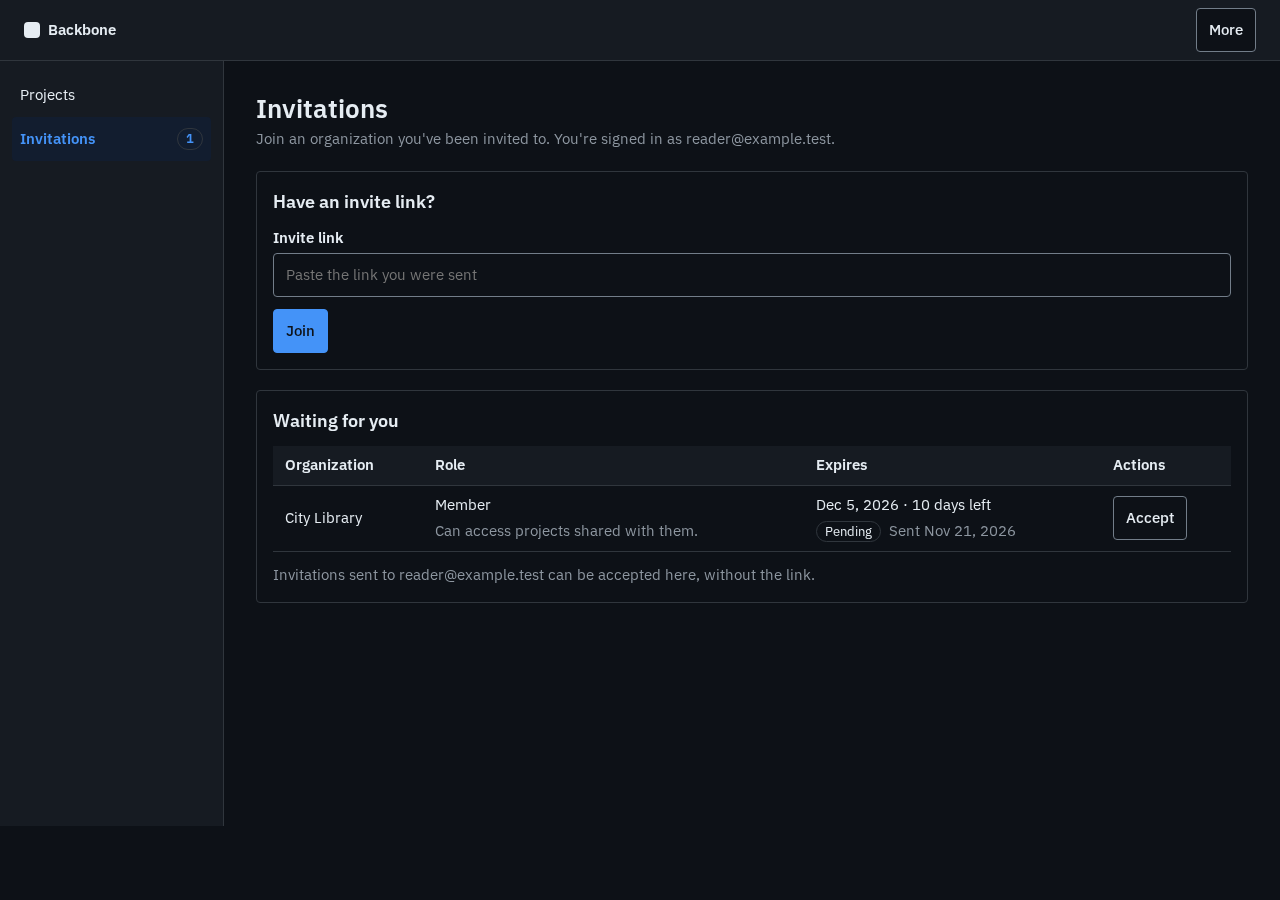 Backbone
More
Projects
Invitations 1
Invitations
Join an organization you've been invited to. You're signed in as reader@example.test.
Have an invite link?
Invite link
Paste the link you were sent
Join
Waiting for you
Organization Role Expires Actions
City Library
Member
Can access projects shared with them.
Dec 5, 2026 · 10 days left
Pending Sent Nov 21, 2026
Accept
Invitations sent to reader@example.test can be accepted here, without the link.